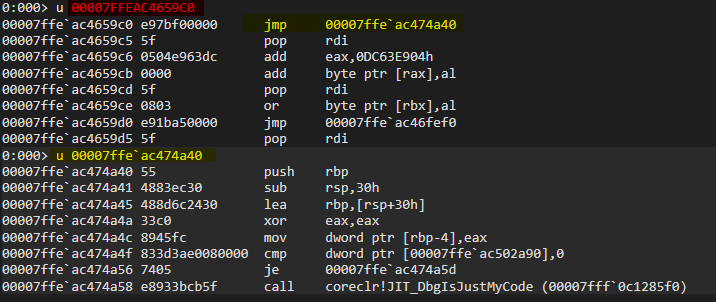 0:000> u 00007FFEAC4659C0
00007ffe`ac4659c0 e97bf00000 jmp 00007ffe`ac474a40
00007ffe`ac4659c5 5f pop rdi
00007ffe`ac4659c6 0504e963dc add eax,0DC63E904h
00007ffe`ac4659cb 0000 add byte ptr [rax],al
00007ffe`ac4659cd 5f pop rdi
00007ffe`ac4659ce 0803 or byte ptr [rbx],al
00007ffe`ac4659d0 e91ba50000 jmp 00007ffe`ac46fef0
00007ffe`ac4659d5 5f pop rdi
0:000> u 00007ffe`ac474a40
00007ffe`ac474a40 55 push rbp
00007ffe`ac474a41 4883ec30 sub rsp,30h
00007ffe`ac474a45 488d6c2430 lea rbp,[rsp+30h]
00007ffe`ac474a4a 33c0 xor eax,eax
00007ffe`ac474a4c 8945fc mov dword ptr [rbp-4],eax
00007ffe`ac474a4f 833d3ae0080000 cmp dword ptr [00007ffe`ac502a90],0
00007ffe`ac474a56 7405 je 00007ffe`ac474a5d
00007ffe`ac474a58 e8933bcb5f call coreclr!JIT_DbgIsJustMyCode (00007fff`0c1285f0)